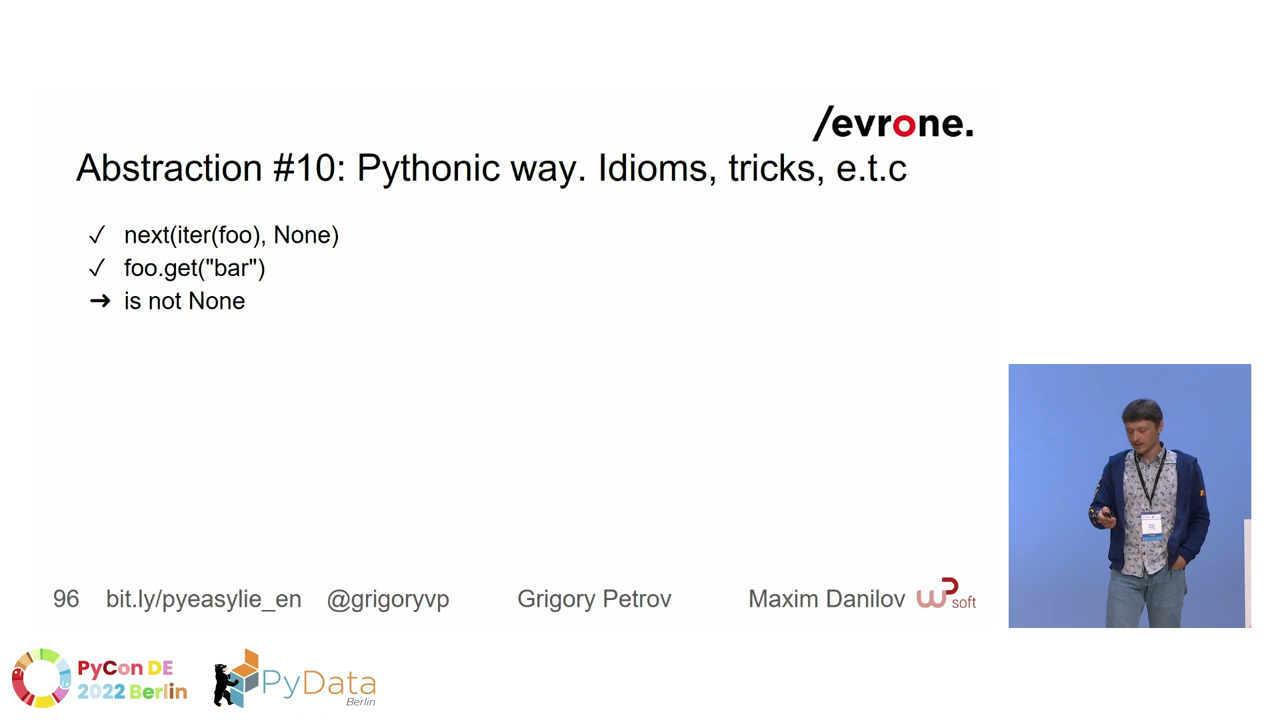 /evrone.
Abstraction #10: Pythonic way. Idioms, tricks, e.t.c
✓ next(iter(foo), None)
✓ foo.get("bar")
➔ is not None
96 bit.ly/pyeasylie_en @grigoryvp Grigory Petrov Maxim Danilov wp soft
PyCon DE
2022 Berlin
PyData
Berlin